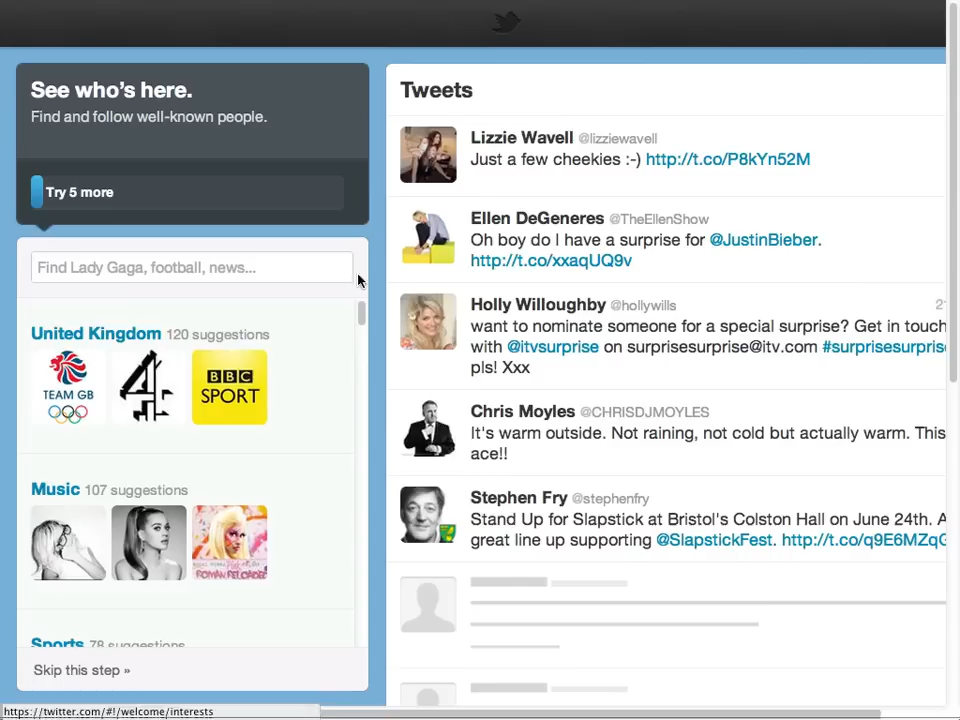 See who's here.
Find and follow well-known people.
Try 5 more
Find Lady Gaga, football, news...
United Kingdom 120 suggestions
TEAM GB
4
BBC
SPORT
Music 107 suggestions
ROMAN RELOADED
Sports 78 suggestions
Skip this step »
Tweets
Lizzie Wavell @lizziewavell
Just a few cheekies :-) http://t.co/P8kYn52M
Ellen DeGeneres @TheEllenShow
Oh boy do I have a surprise for @JustinBieber.
http://t.co/xxaqUQ9v
Holly Willoughby @hollywills
want to nominate someone for a special surprise? Get in touch
with @itvsurprise on surprisesurprise@itv.com #surprisesurprise
pls! Xxx
Chris Moyles @CHRISDJMOYLES
It's warm outside. Not raining, not cold but actually warm. This
ace!!
Stephen Fry @stephenfry
Stand Up for Slapstick at Bristol's Colston Hall on June 24th. A
great line up supporting @SlapstickFest. http://t.co/q9E6MZqG
https://twitter.com/#!/welcome/interests